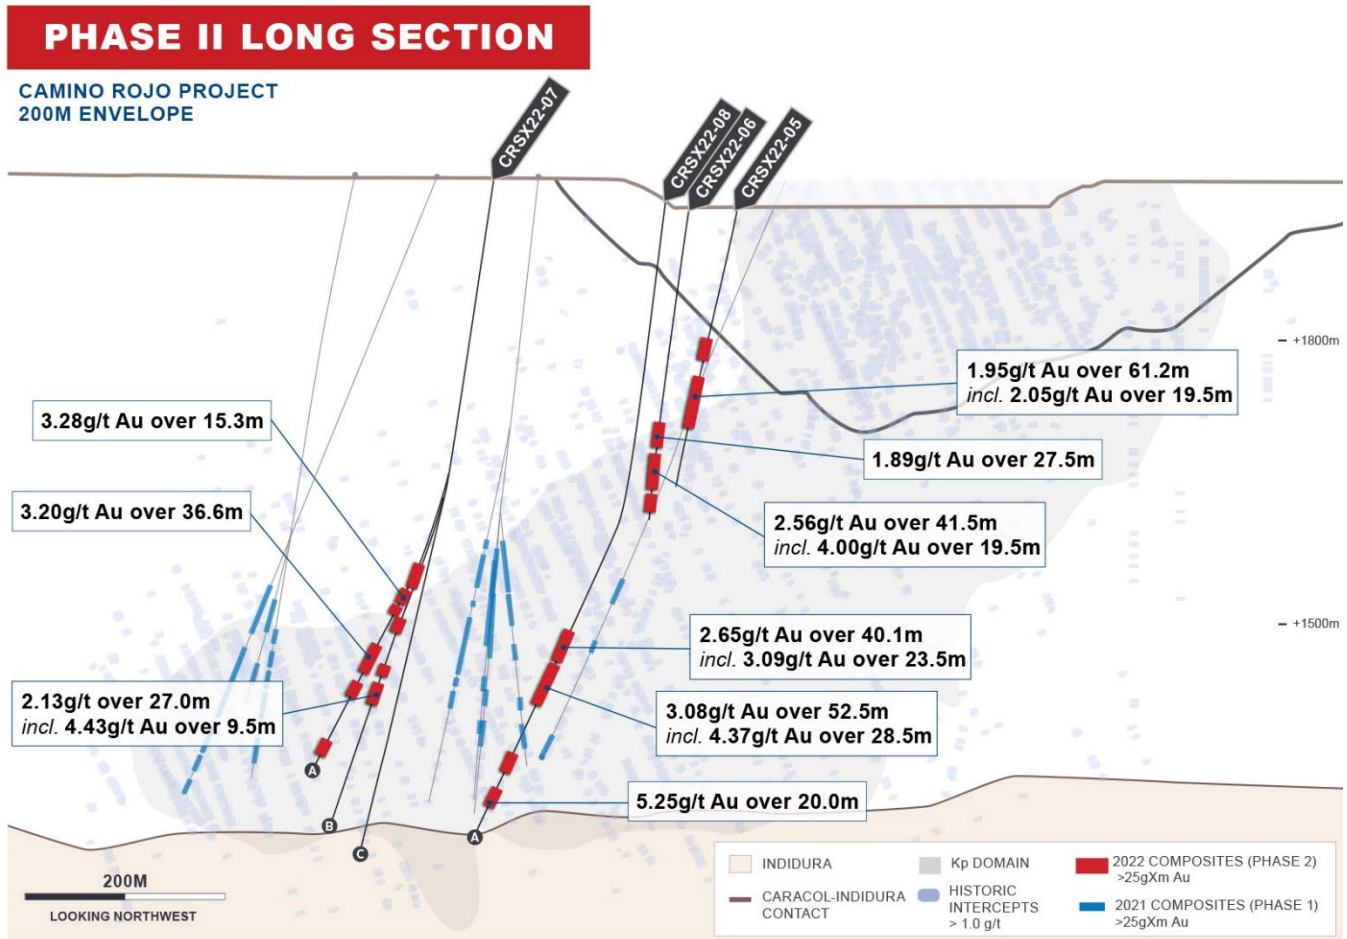 PHASE II LONG SECTION
CAMINO ROJO PROJECT
200M ENVELOPE
CRSX22-07
CRSX22-08
CRSX22-06
CRSX22-05
+1800m
1.95g/t Au over 61.2m
incl. 2.05g/t Au over 19.5m
3.28g/t Au over 15.3m
1.89g/t Au over 27.5m
3.20g/t Au over 36.6m
2.56g/t Au over 41.5m
incl. 4.00g/t Au over 19.5m
+1500m
2.65g/t Au over 40.1m
incl. 3.09g/t Au over 23.5m
2.13g/t over 27.0m
incl. 4.43g/t Au over 9.5m
3.08g/t Au over 52.5m
incl. 4.37g/t Au over 28.5m
A
5.25g/t Au over 20.0m
B
A
C
200M
LOOKING NORTHWEST
INDIDURA
CARACOL-INDIDURA
CONTACT
Kp DOMAIN
HISTORIC
INTERCEPTS
> 1.0 g/t
2022 COMPOSITES (PHASE 2)
>25gXm Au
2021 COMPOSITES (PHASE 1)
>25gXm Au